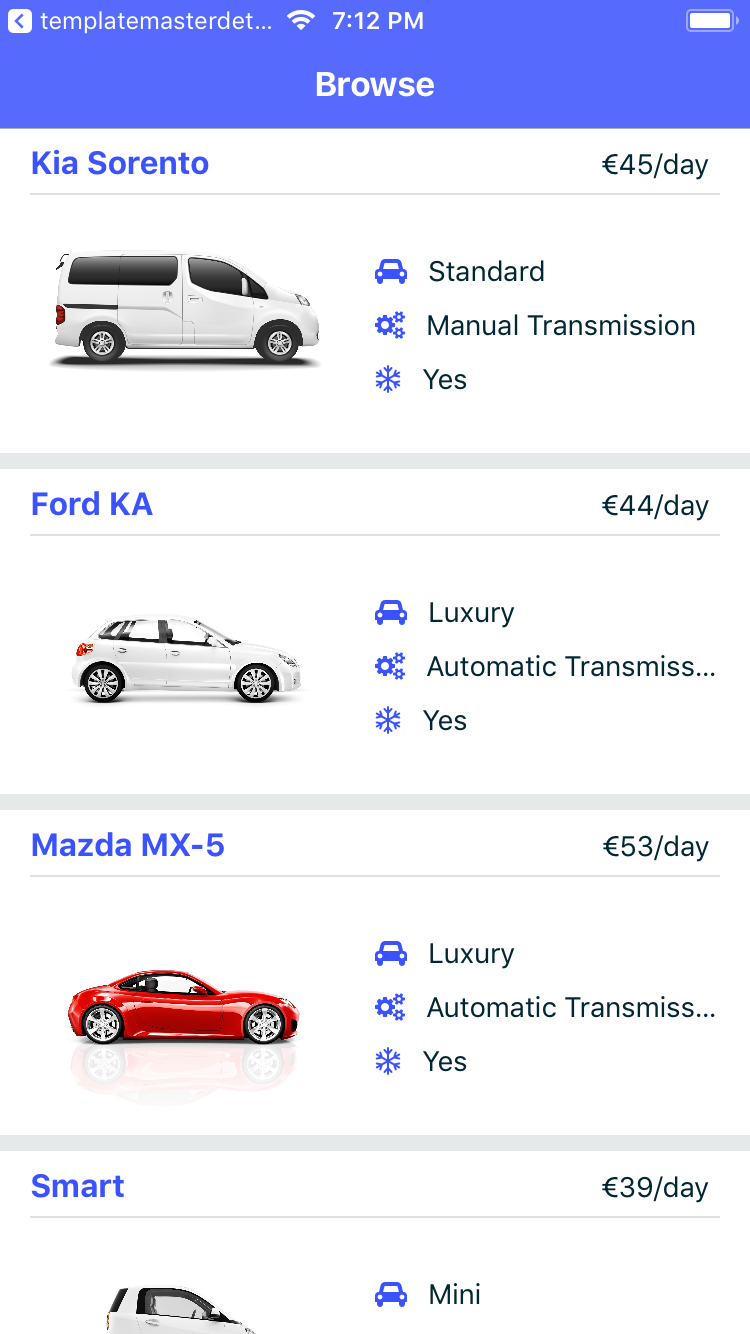 templatemasterdet... 7:12 PM
Browse
Kia Sorento €45/day
Standard
Manual Transmission
Yes
Ford KA €44/day
Luxury
Automatic Transmiss...
Yes
Mazda MX-5 €53/day
Luxury
Automatic Transmiss...
Yes
Smart €39/day
Mini